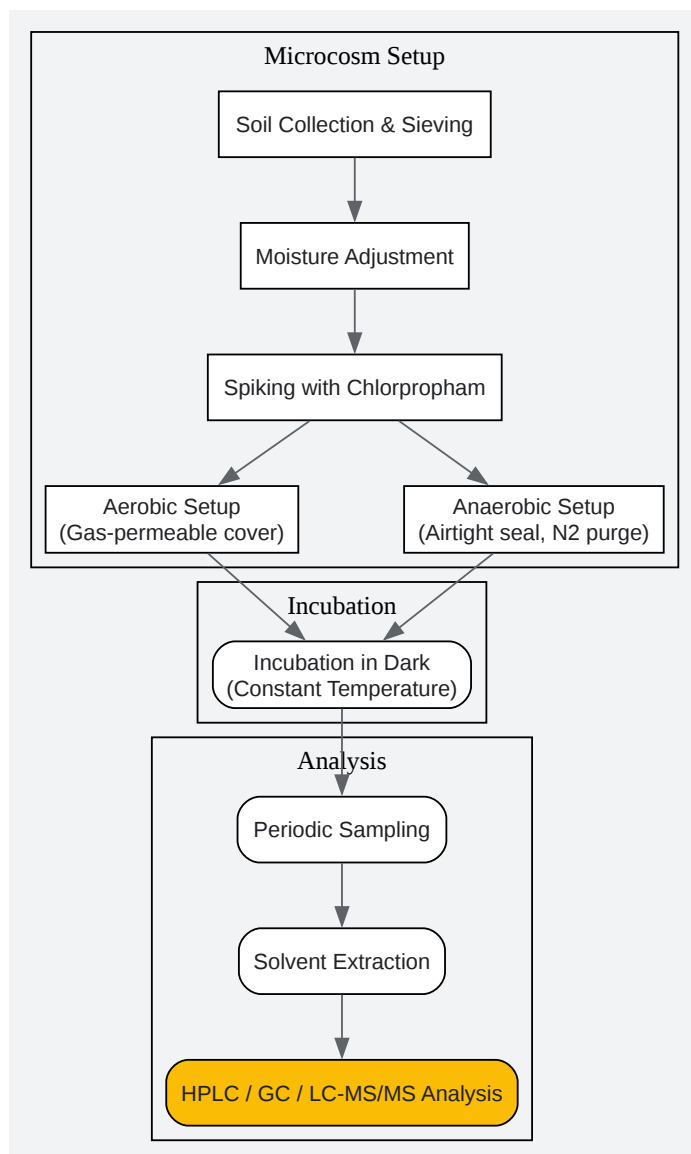 Microcosm Setup
Soil Collection & Sieving
Moisture Adjustment
Spiking with Chlorpropham
Aerobic Setup
(Gas-permeable cover)
Anaerobic Setup
(Airtight seal, N2 purge)
Incubation
Incubation in Dark
(Constant Temperature)
Analysis
Periodic Sampling
Solvent Extraction
HPLC / GC / LC-MS/MS Analysis